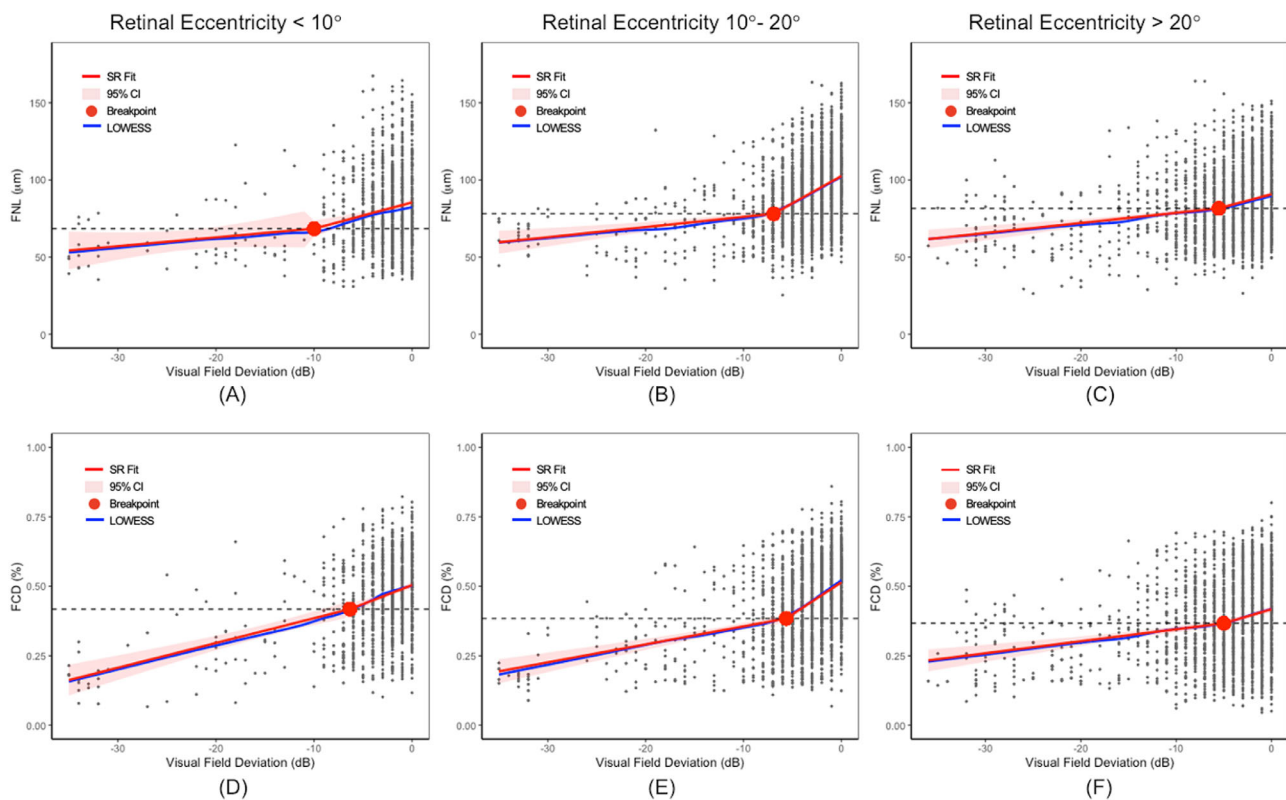 Retinal Eccentricity < 10°
Retinal Eccentricity 10°- 20°
Retinal Eccentricity > 20°
SR Fit
95% CI
Breakpoint
LOWESS
150
100
50
0
FNL (μm)
-30
-20
-10
0
Visual Field Deviation (dB)
(A)
SR Fit
95% CI
Breakpoint
LOWESS
150
100
50
0
FNL (μm)
-30
-20
-10
0
Visual Field Deviation (dB)
(B)
SR Fit
95% CI
Breakpoint
LOWESS
150
100
50
0
FNL (μm)
-30
-20
-10
0
Visual Field Deviation (dB)
(C)
SR Fit
95% CI
Breakpoint
LOWESS
1.00
0.75
0.50
0.25
0.00
FCD (%)
-30
-20
-10
0
Visual Field Deviation (dB)
(D)
SR Fit
95% CI
Breakpoint
LOWESS
1.00
0.75
0.50
0.25
0.00
FCD (%)
-30
-20
-10
0
Visual Field Deviation (dB)
(E)
SR Fit
95% CI
Breakpoint
LOWESS
1.00
0.75
0.50
0.25
0.00
FCD (%)
-30
-20
-10
0
Visual Field Deviation (dB)
(F)